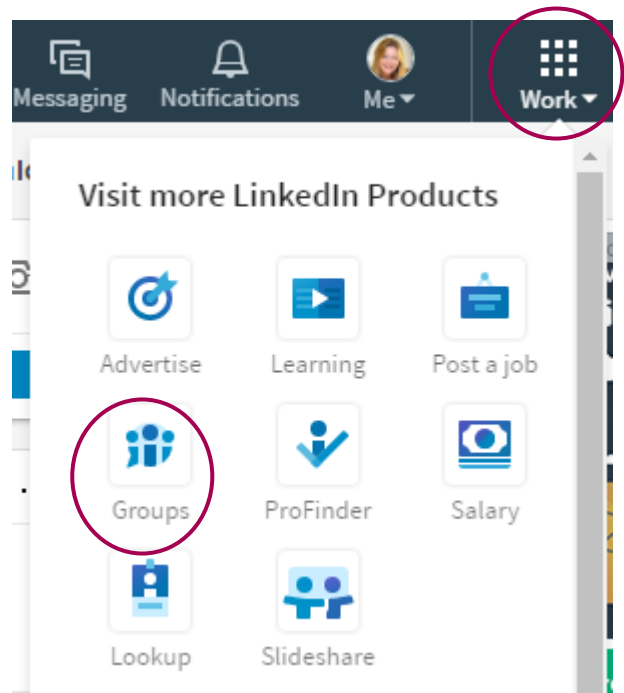 Messaging Notifications Me Work
Visit more LinkedIn Products
Advertise Learning Post a job
Groups ProFinder Salary
Lookup Slideshare